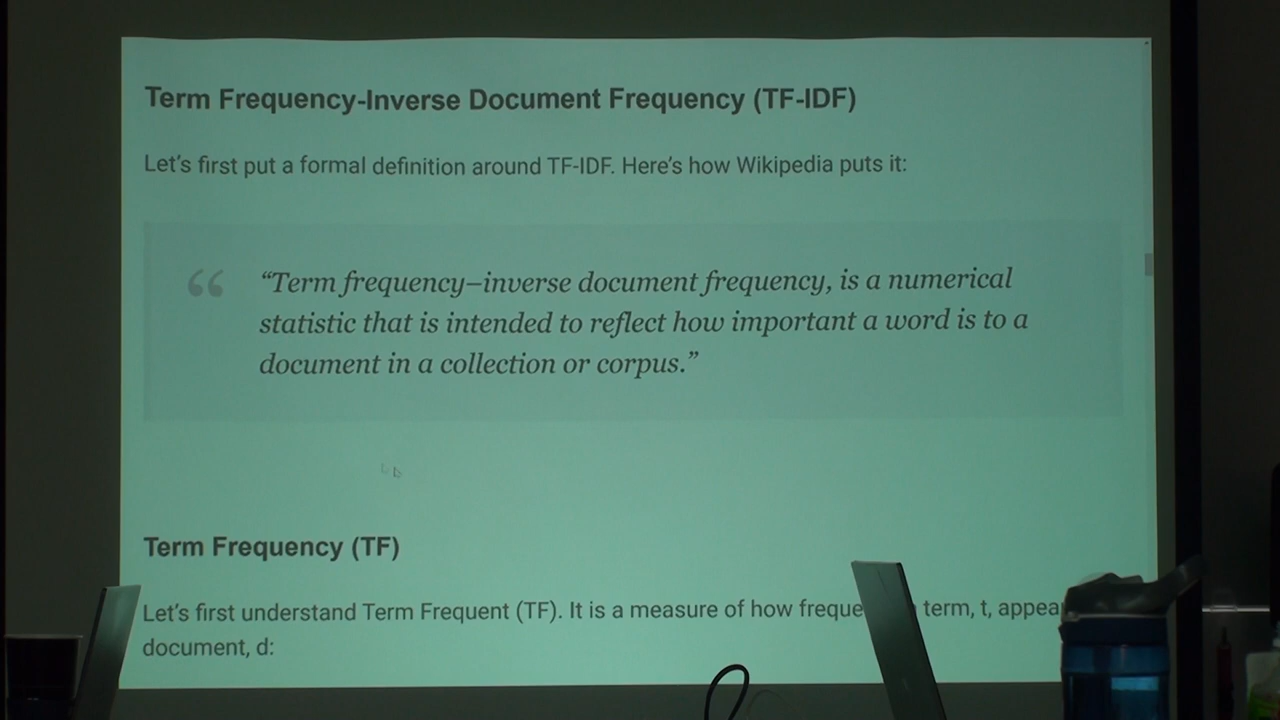 Term Frequency-Inverse Document Frequency (TF-IDF)
Let's first put a formal definition around TF-IDF. Here's how Wikipedia puts it:
“Term frequency–inverse document frequency, is a numerical
statistic that is intended to reflect how important a word is to a
document in a collection or corpus.”
Term Frequency (TF)
Let's first understand Term Frequent (TF). It is a measure of how term, t,
document, d: